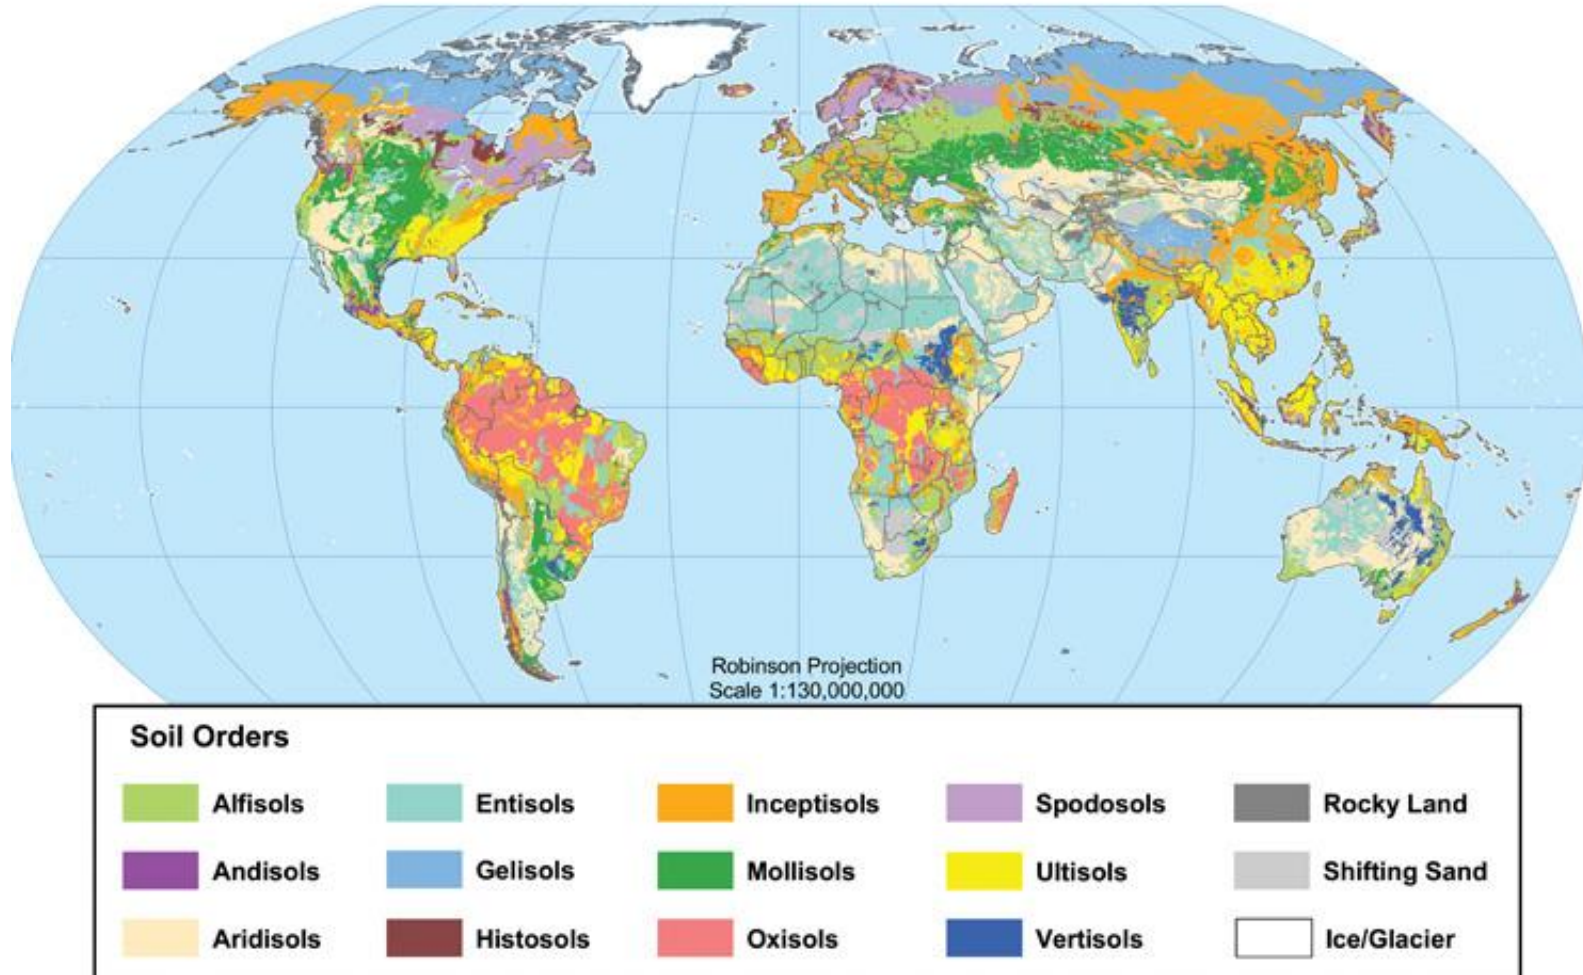 Robinson Projection
Scale 1:130,000,000
Soil Orders
Alfisols
Entisols
Inceptisols
Spodosols
Rocky Land
Andisols
Gelisols
Mollisols
Ultisols
Shifting Sand
Aridisols
Histosols
Oxisols
Vertisols
Ice/Glacier